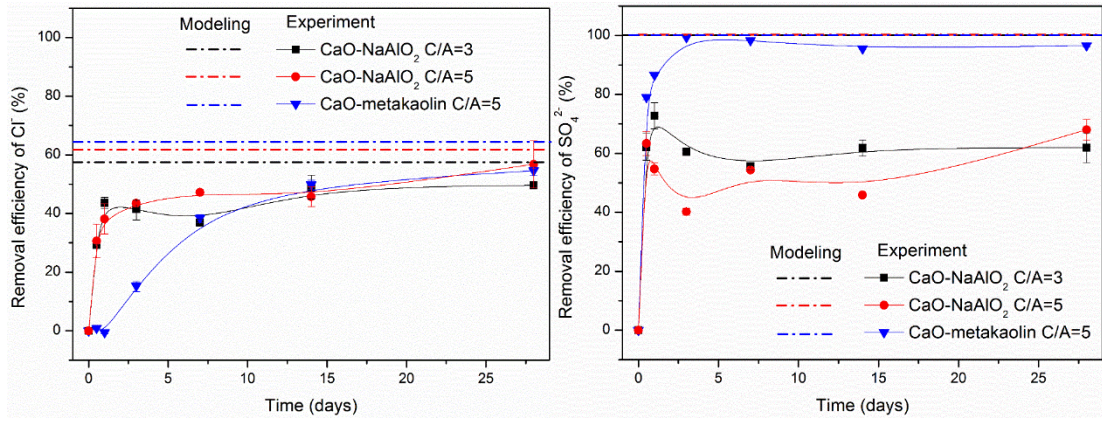 Modeling Experiment
CaO-NaAlO₂ C/A=3
CaO-NaAlO₂ C/A=5
CaO-metakaolin C/A=5
Removal efficiency of Cl⁻ (%)
100
80
60
40
20
0
0 5 10 15 20 25
Time (days)
Removal efficiency of SO₄²⁻ (%)
100
80
60
40
20
0
Modeling Experiment
CaO-NaAlO₂ C/A=3
CaO-NaAlO₂ C/A=5
CaO-metakaolin C/A=5
0 5 10 15 20 25
Time (days)